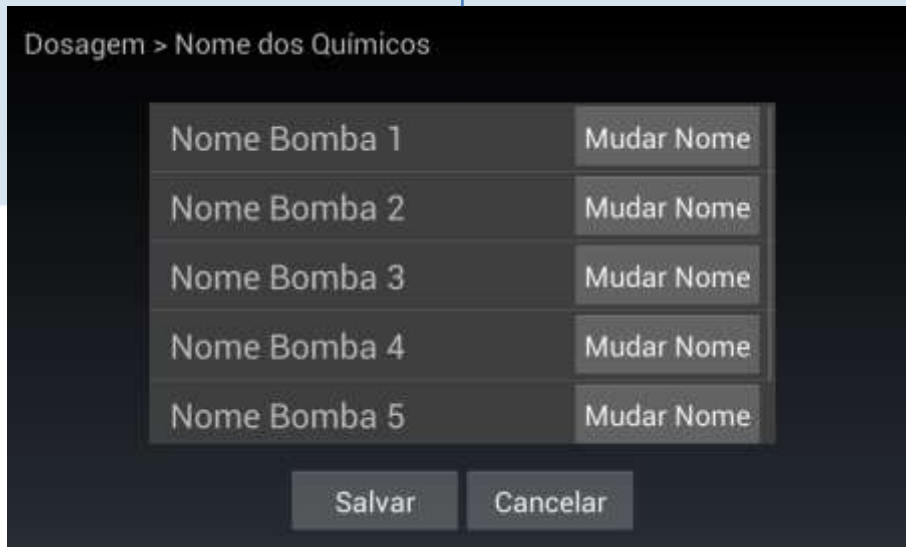 Dosagem > Nome dos Químicos
Nome Bomba 1 Mudar Nome
Nome Bomba 2 Mudar Nome
Nome Bomba 3 Mudar Nome
Nome Bomba 4 Mudar Nome
Nome Bomba 5 Mudar Nome
Salvar Cancelar